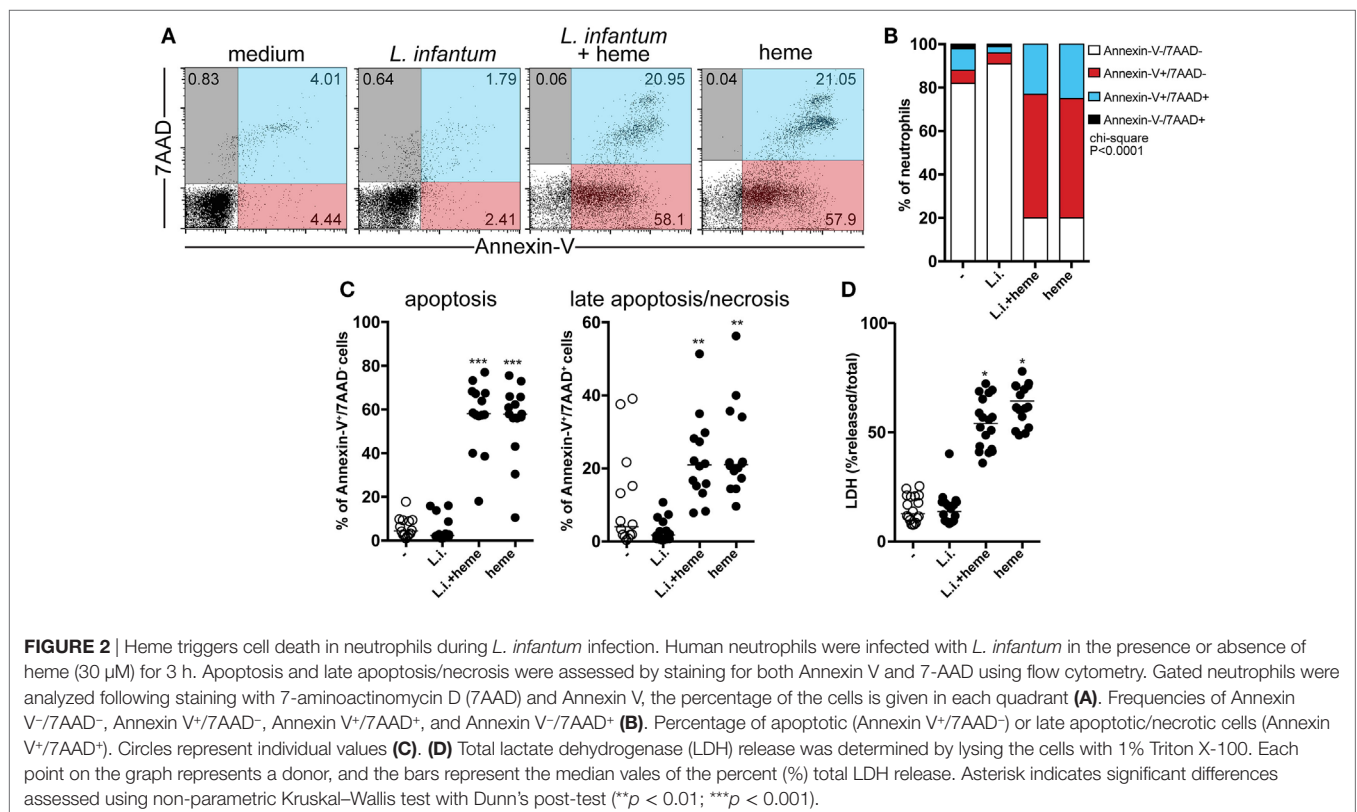 A
medium
L. infantum
L. infantum
+ heme
heme
0.83
4.01
4.44
0.64
1.79
2.41
0.06
20.95
58.1
0.04
21.05
57.9
7AAD
Annexin-V
B
100
80
60
40
20
0
% of neutrophils
-
L.i.
L.i.+heme
heme
Annexin-V-/7AAD-
Annexin-V+/7AAD-
Annexin-V+/7AAD+
Annexin-V-/7AAD+
chi-square
P<0.0001
C
apoptosis
% of Annexin-V⁺/7AAD⁻ cells
100
80
60
40
20
0
***
***
-
L.i.
L.i.+heme
heme
late apoptosis/necrosis
% of Annexin-V⁺/7AAD⁺ cells
60
40
20
0
**
**
-
L.i.
L.i.+heme
heme
D
LDH (%released/total)
100
50
0
*
*
-
L.i.
L.i.+heme
heme
FIGURE 2 | Heme triggers cell death in neutrophils during L. infantum infection. Human neutrophils were infected with L. infantum in the presence or absence of
heme (30 µM) for 3 h. Apoptosis and late apoptosis/necrosis were assessed by staining for both Annexin V and 7-AAD using flow cytometry. Gated neutrophils were
analyzed following staining with 7-aminoactinomycin D (7AAD) and Annexin V, the percentage of the cells is given in each quadrant (A). Frequencies of Annexin
V⁻/7AAD⁻, Annexin V⁺/7AAD⁻, Annexin V⁺/7AAD⁺, and Annexin V⁻/7AAD⁺ (B). Percentage of apoptotic (Annexin V⁺/7AAD⁻) or late apoptotic/necrotic cells (Annexin
V⁺/7AAD⁺). Circles represent individual values (C). (D) Total lactate dehydrogenase (LDH) release was determined by lysing the cells with 1% Triton X-100. Each
point on the graph represents a donor, and the bars represent the median vales of the percent (%) total LDH release. Asterisk indicates significant differences
assessed using non-parametric Kruskal–Wallis test with Dunn's post-test (**p < 0.01; ***p < 0.001).